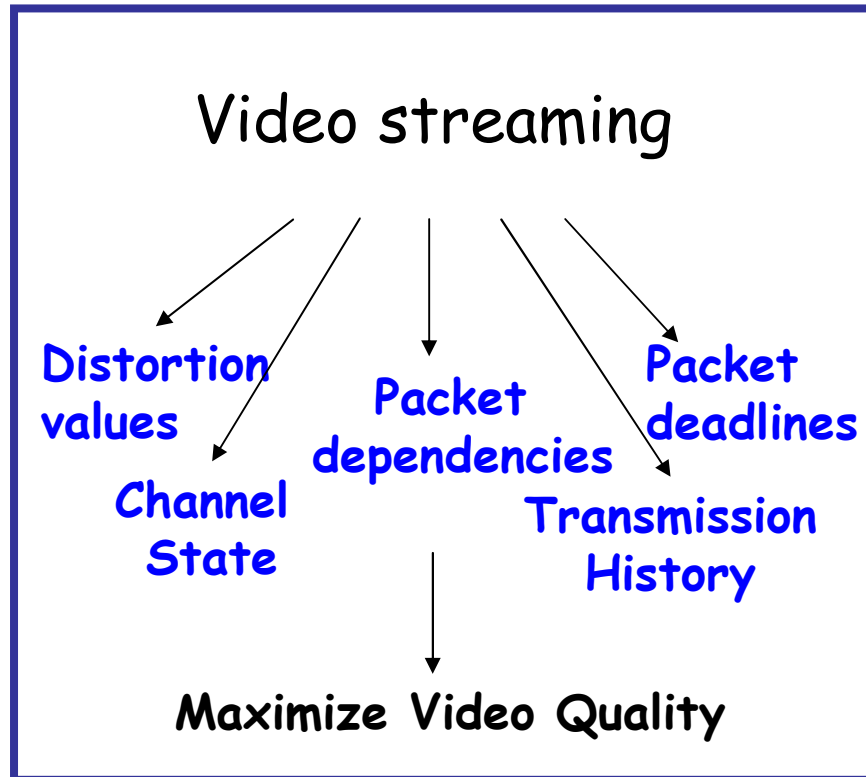 Video streaming
Distortion
values
Channel
State
Packet
dependencies
Packet
deadlines
Transmission
History
Maximize Video Quality